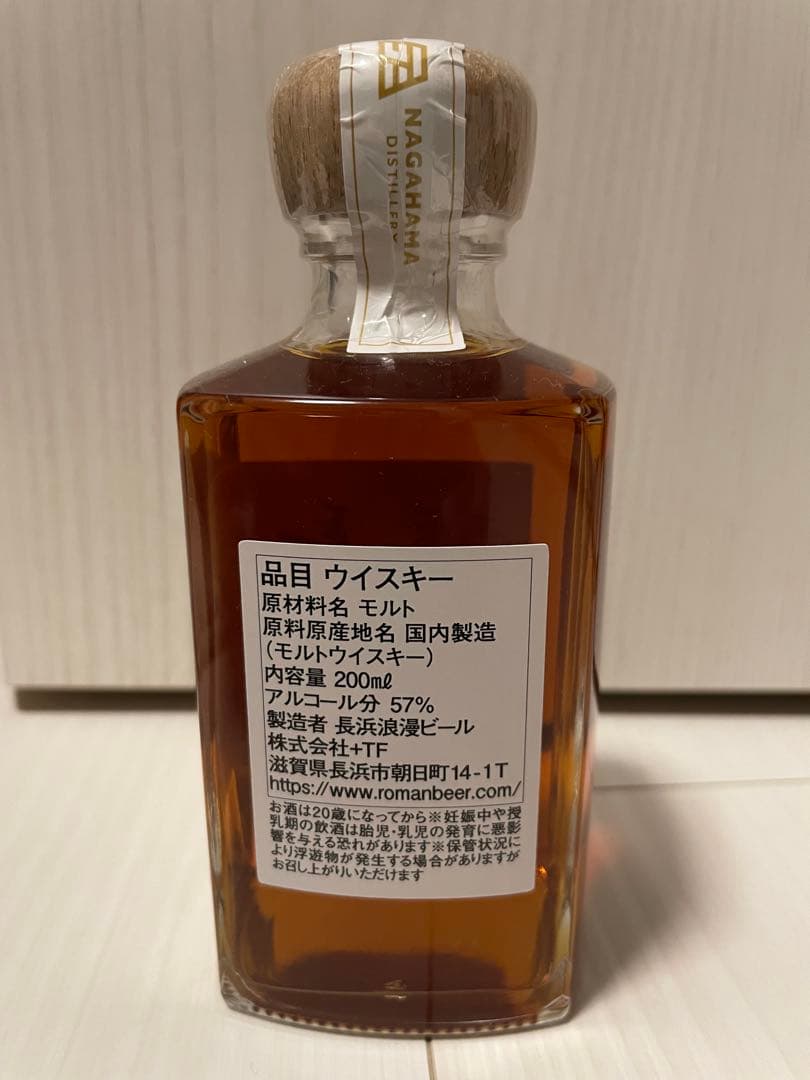 NAGAHAMA
DISTILLERY
品目 ウイスキー
原材料名 モルト
原料原産地名 国内製造
(モルトウイスキー)
内容量 200mℓ
アルコール分 57%
製造者 長浜浪漫ビール
株式会社+TF
滋賀県長浜市朝日町14-1T
https://www.romanbeer.com/
お酒は20歳になってから※妊娠中や授
乳期の飲酒は胎児・乳児の発育に悪影
響を与える恐れがあります※保管状況に
より浮遊物が発生する場合がありますが
お召し上がりいただけます